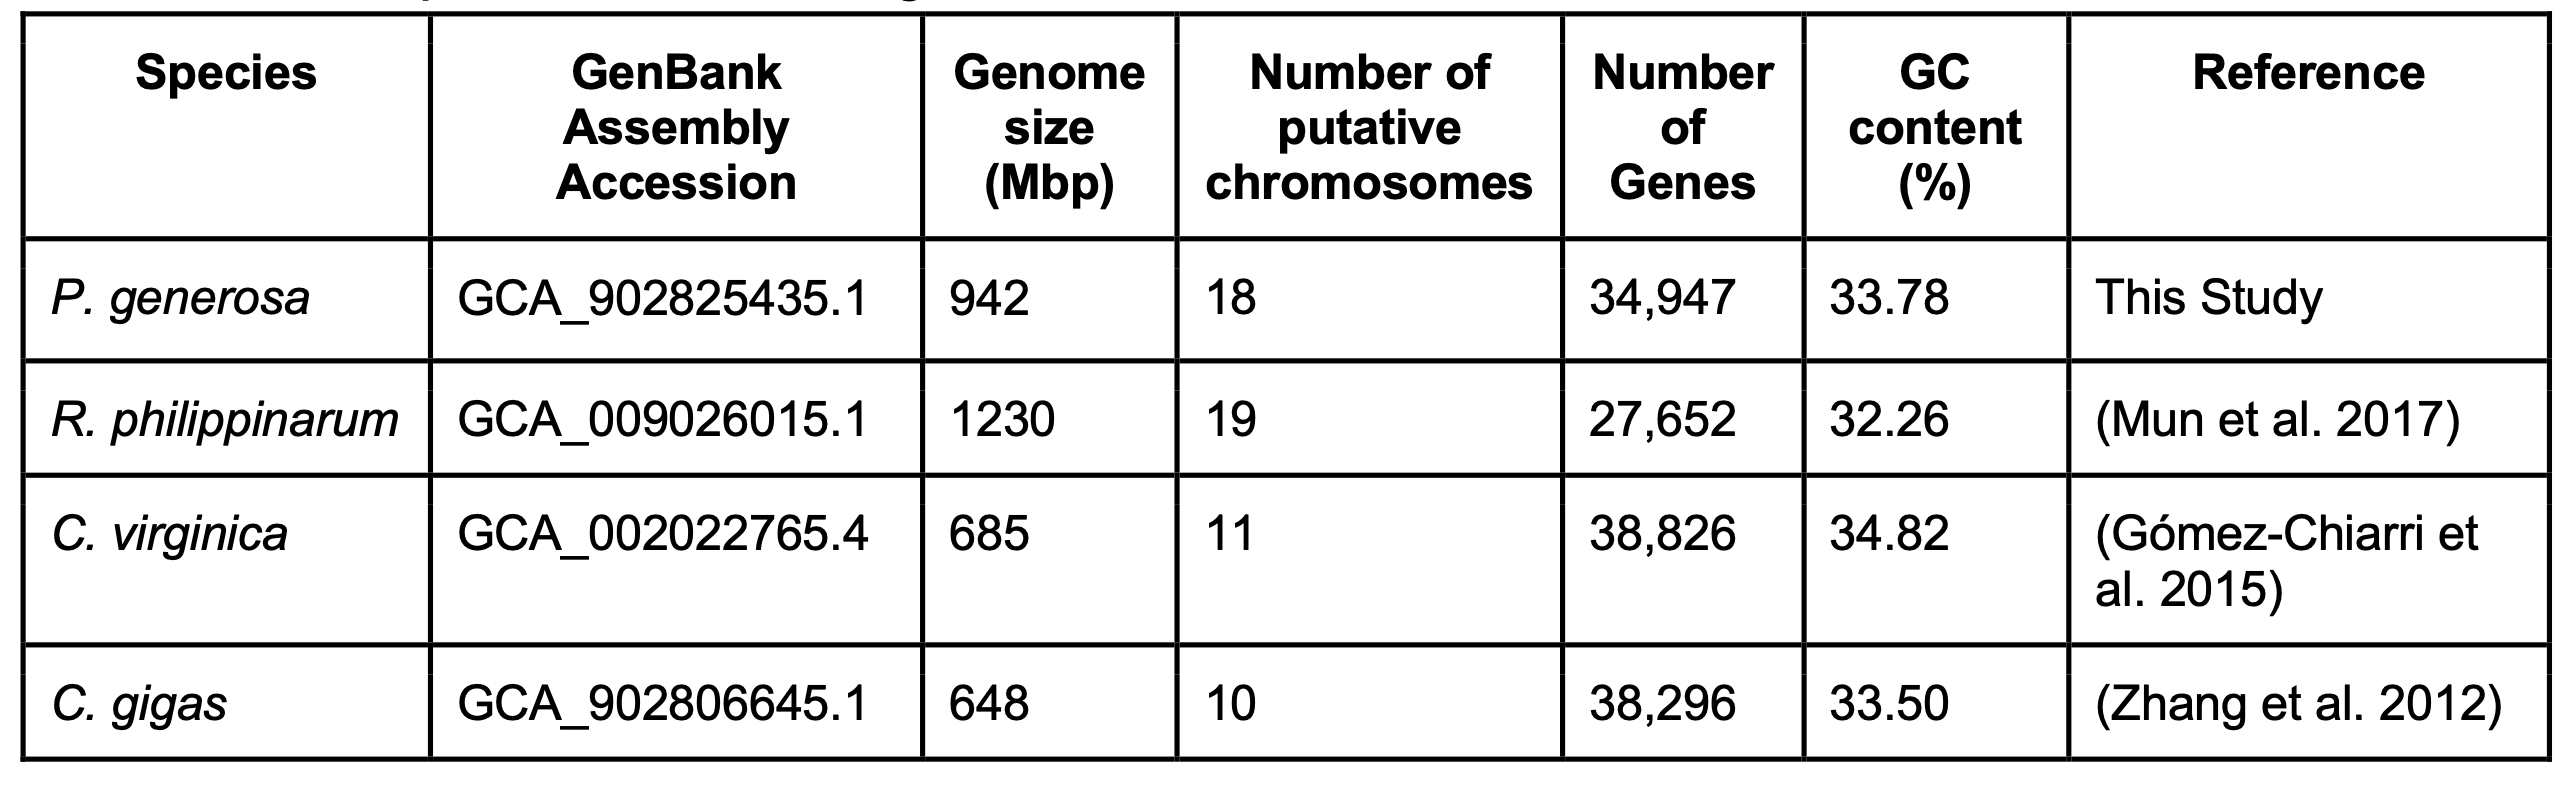 Species GenBank Assembly Accession Genome size (Mbp) Number of putative chromosomes Number of Genes GC content (%) Reference
P. generosa GCA_902825435.1 942 18 34,947 33.78 This Study
R. philippinarum GCA_009026015.1 1230 19 27,652 32.26 (Mun et al. 2017)
C. virginica GCA_002022765.4 685 11 38,826 34.82 (Gómez-Chiarri et al. 2015)
C. gigas GCA_902806645.1 648 10 38,296 33.50 (Zhang et al. 2012)